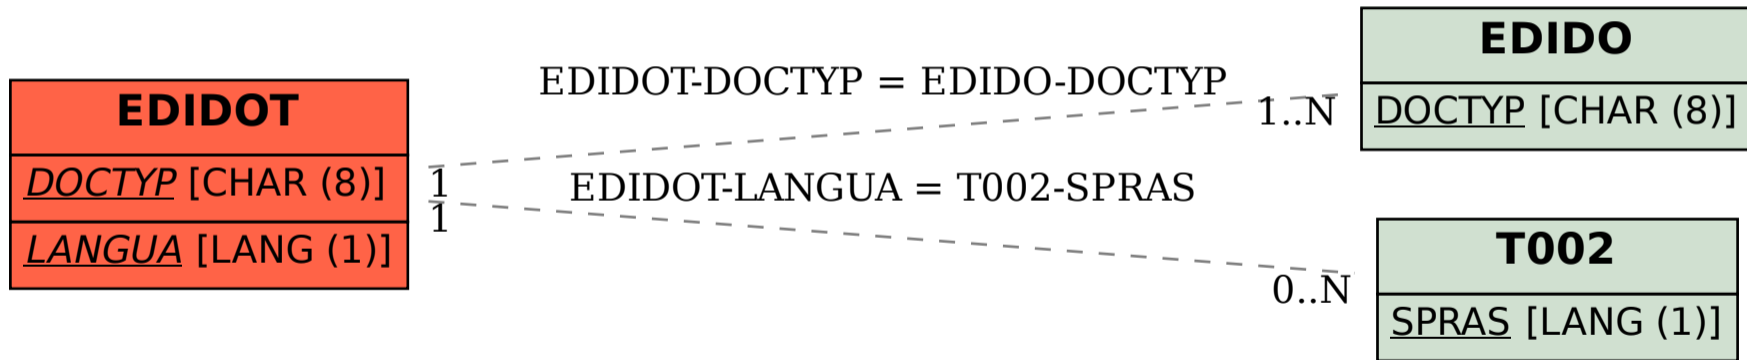 EDIDOT
DOCTYP [CHAR (8)]
LANGUA [LANG (1)]
EDIDOT-DOCTYP = EDIDO-DOCTYP
1
1..N
EDIDOT-LANGUA = T002-SPRAS
1
0..N
EDIDO
DOCTYP [CHAR (8)]
T002
SPRAS [LANG (1)]